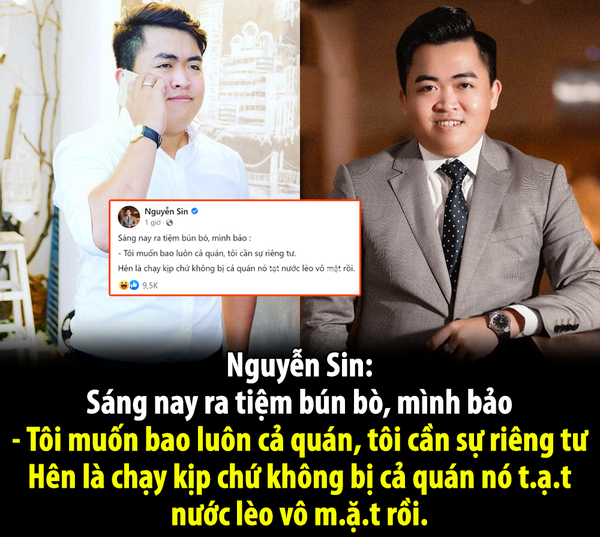 Nguyễn Sin
1 giờ ·
Sáng nay ra tiệm bún bò, mình bảo :
- Tôi muốn bao luôn cả quán, tôi cần sự riêng tư.
Hên là chạy kịp chứ không bị cả quán nó tạt nước lèo vô mặt rồi.
9,5K
Nguyễn Sin:
Sáng nay ra tiệm bún bò, mình bảo
- Tôi muốn bao luôn cả quán, tôi cần sự riêng tư
Hên là chạy kịp chứ không bị cả quán nó t.ạ.t
nước lèo vô m.ặ.t rồi.